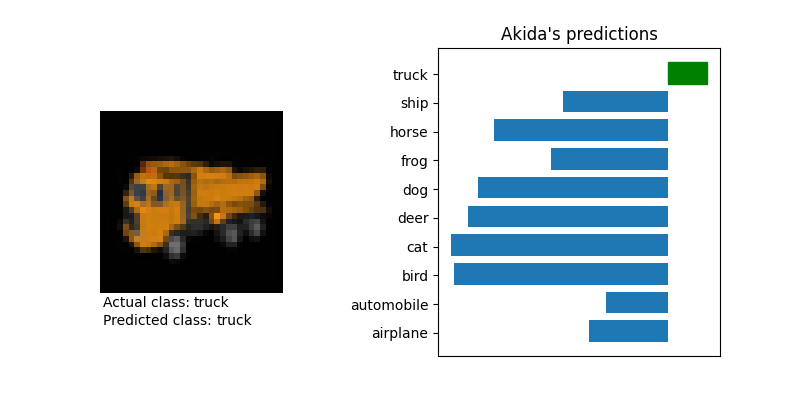 Akida's predictions
truck
ship
horse
frog
dog
deer
cat
bird
automobile
airplane
Actual class: truck
Predicted class: truck